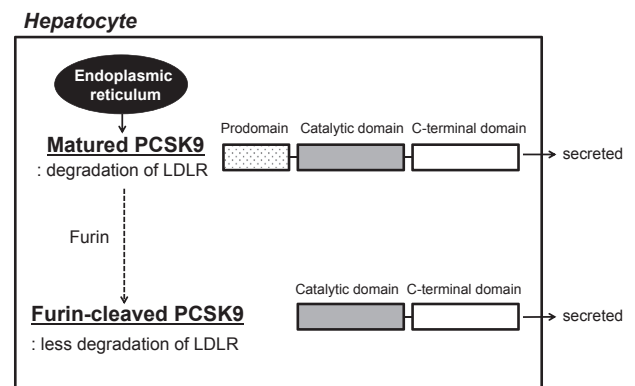 Hepatocyte
Endoplasmic
reticulum
Prodomain Catalytic domain C-terminal domain
Matured PCSK9
secreted
: degradation of LDLR
Furin
Catalytic domain C-terminal domain
Furin-cleaved PCSK9
secreted
: less degradation of LDLR